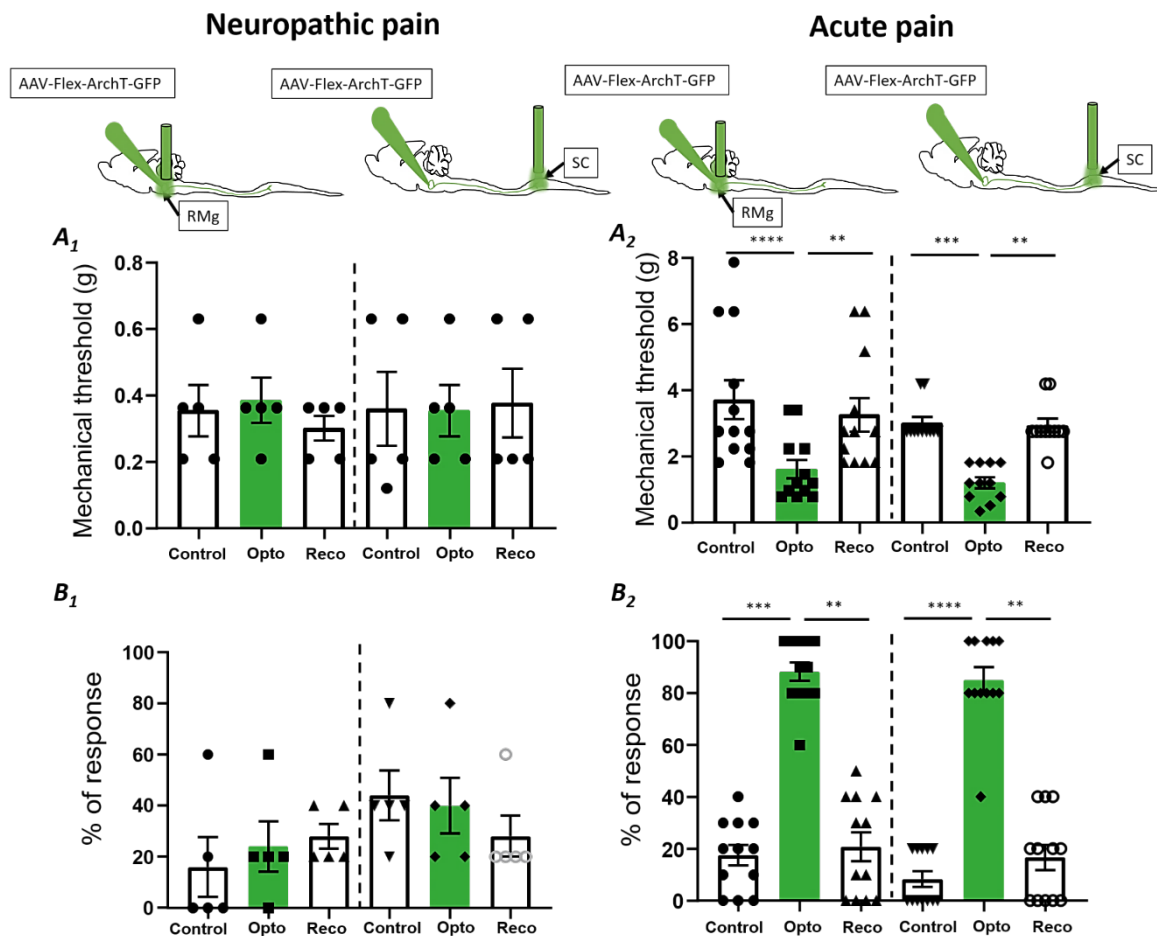 Neuropathic pain
Acute pain
AAV-Flex-ArchT-GFP
AAV-Flex-ArchT-GFP
AAV-Flex-ArchT-GFP
AAV-Flex-ArchT-GFP
SC
SC
RMg
RMg
A1
Mechanical threshold (g)
0.8
0.6
0.4
0.2
0.0
Control
Opto
Reco
Control
Opto
Reco
A2
****
**
***
**
Mechanical threshold (g)
8
6
4
2
0
Control
Opto
Reco
Control
Opto
Reco
B1
% of response
100
80
60
40
20
0
Control
Opto
Reco
Control
Opto
Reco
B2
***
**
****
**
% of response
100
80
60
40
20
0
Control
Opto
Reco
Control
Opto
Reco